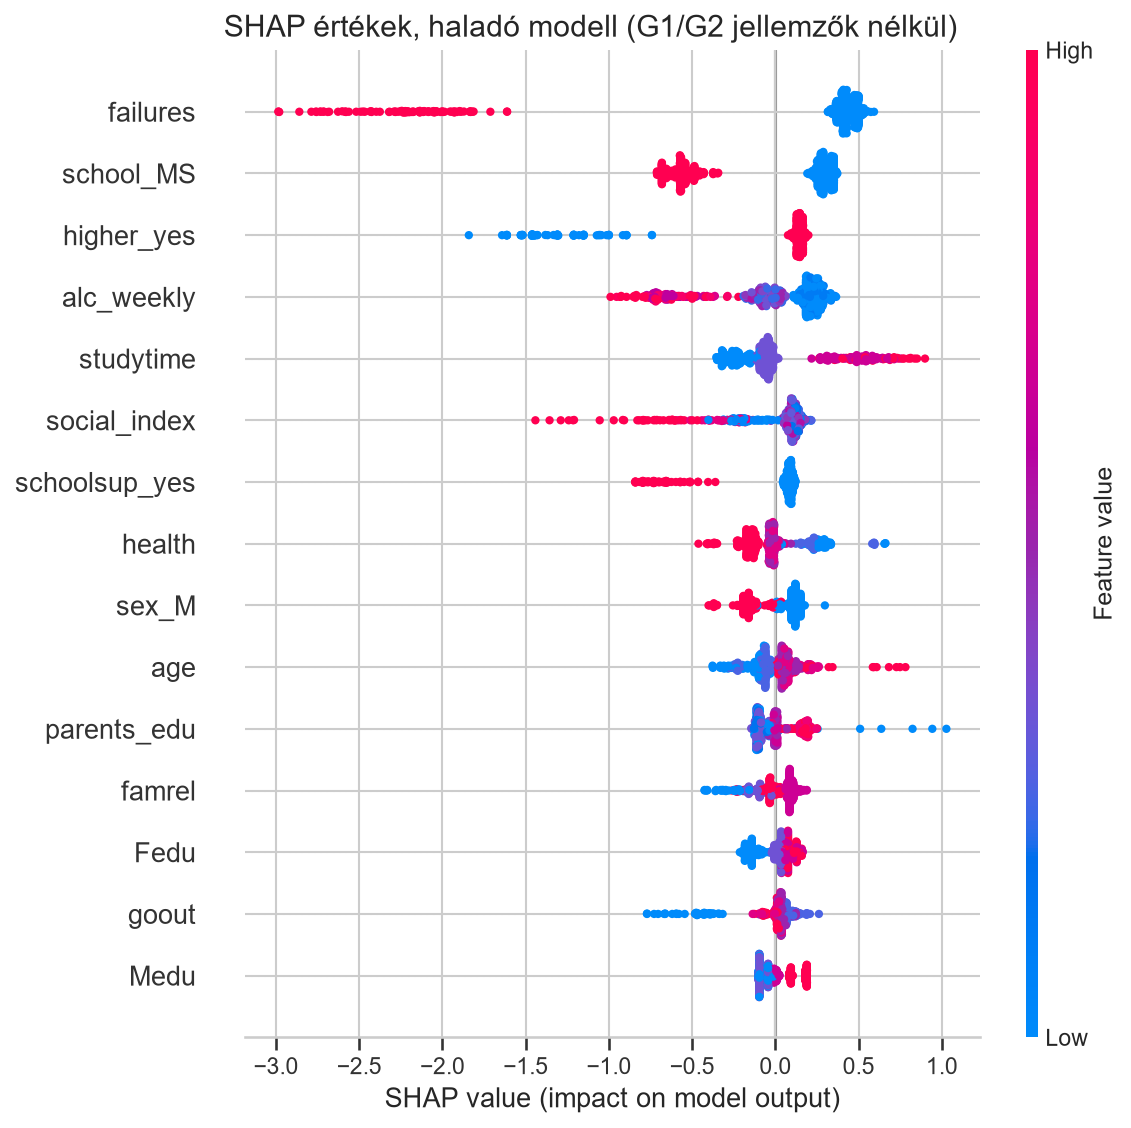 SHAP értékek, haladó modell (G1/G2 jellemzők nélkül)
High
failures
school_MS
higher_yes
alc_weekly
studytime
social_index
schoolsup_yes
health
sex_M
age
parents_edu
famrel
Fedu
goout
Medu
Feature value
Low
−3.0 −2.5 −2.0 −1.5 −1.0 −0.5 0.0 0.5 1.0
SHAP value (impact on model output)